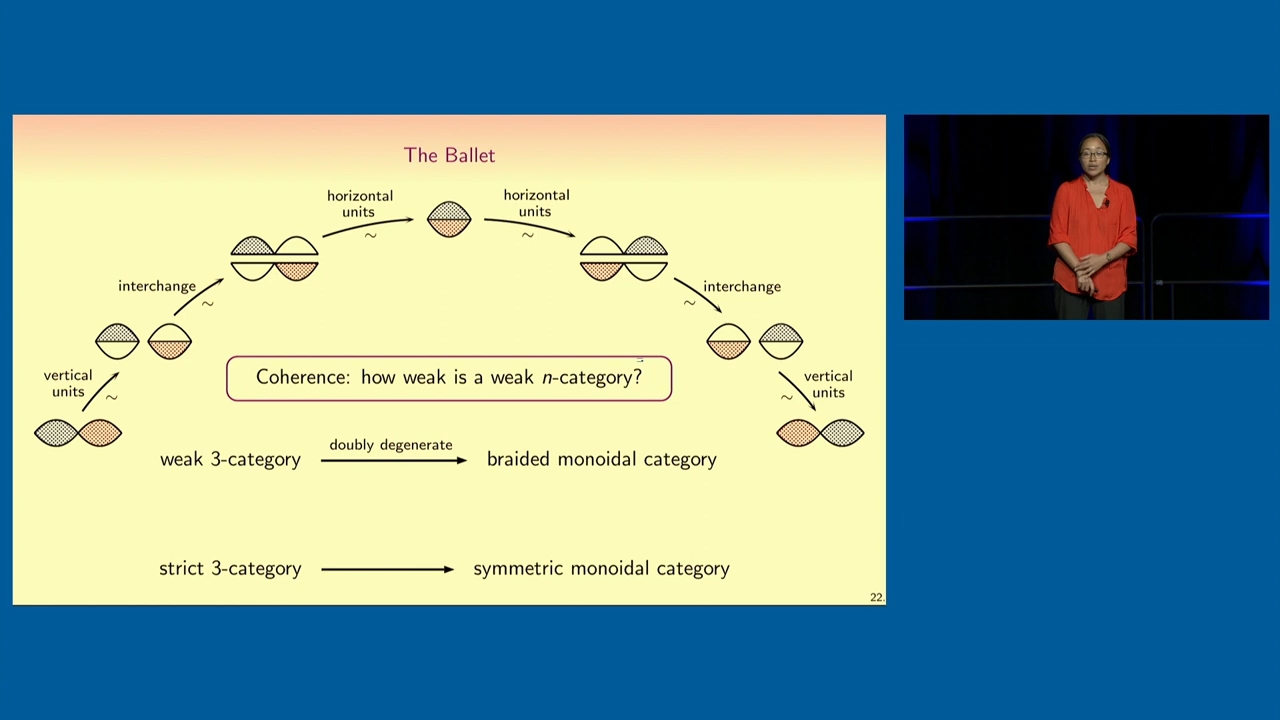 The Ballet
horizontal
units
∼
horizontal
units
∼
interchange
∼
interchange
∼
vertical
units
∼
vertical
units
∼
Coherence: how weak is a weak n-category?
weak 3-category
doubly degenerate
braided monoidal category
strict 3-category
symmetric monoidal category
22.